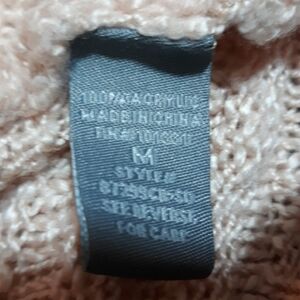 100% ACRYLIC
MADE IN CHINA
M
STYLE#
SEE REVERSE
FOR CARE